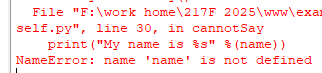 File "F:\work home\217F 2025\www\exa
self.py", line 30, in cannotSay
print("My name is %s" %(name))
NameError: name 'name' is not defined